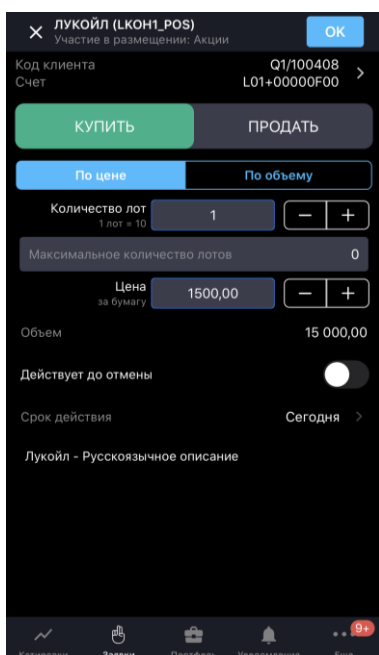 ЛУКОЙЛ (LKOH1_POS)
Участие в размещении: Акции
OK
Код клиента
Q1/100408
Счет
L01+00000F00
КУПИТЬ
ПРОДАТЬ
По цене
По объему
Количество лот
1 лот = 10
1
Максимальное количество лотов
0
Цена
за бумагу
1500,00
Объем
15 000,00
Действует до отмены
Срок действия
Сегодня
Лукойл - Русскоязычное описание
9+